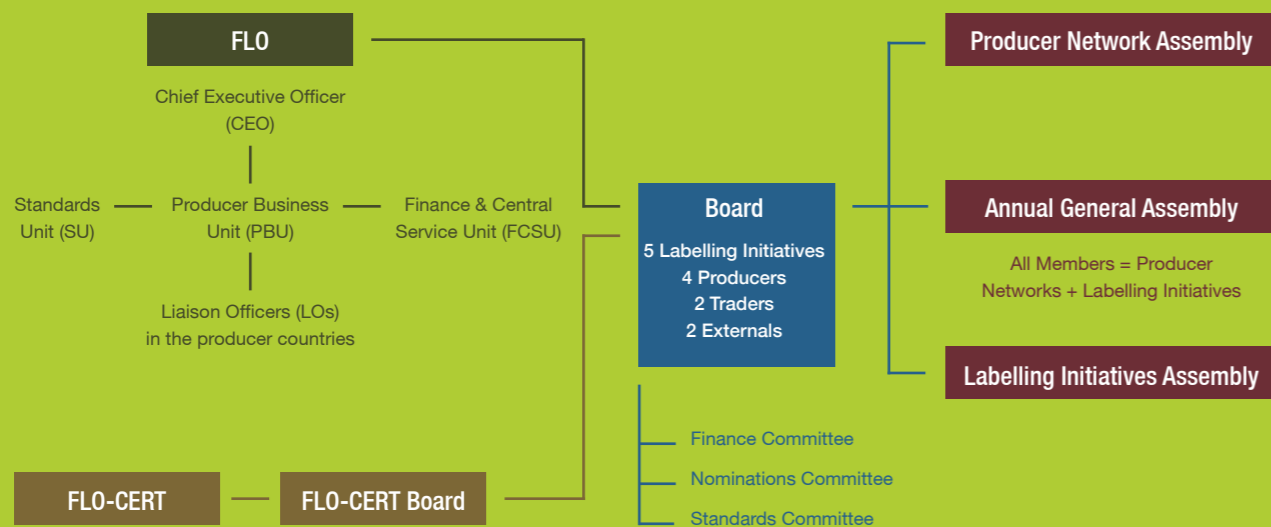 FLO
Chief Executive Officer
(CEO)
Standards
Unit (SU)
Producer Business
Unit (PBU)
Finance & Central
Service Unit (FCSU)
Liaison Officers (LOs)
in the producer countries
FLO-CERT
FLO-CERT Board
Board
5 Labelling Initiatives
4 Producers
2 Traders
2 Externals
Finance Committee
Nominations Committee
Standards Committee
Producer Network Assembly
Annual General Assembly
All Members = Producer
Networks + Labelling Initiatives
Labelling Initiatives Assembly